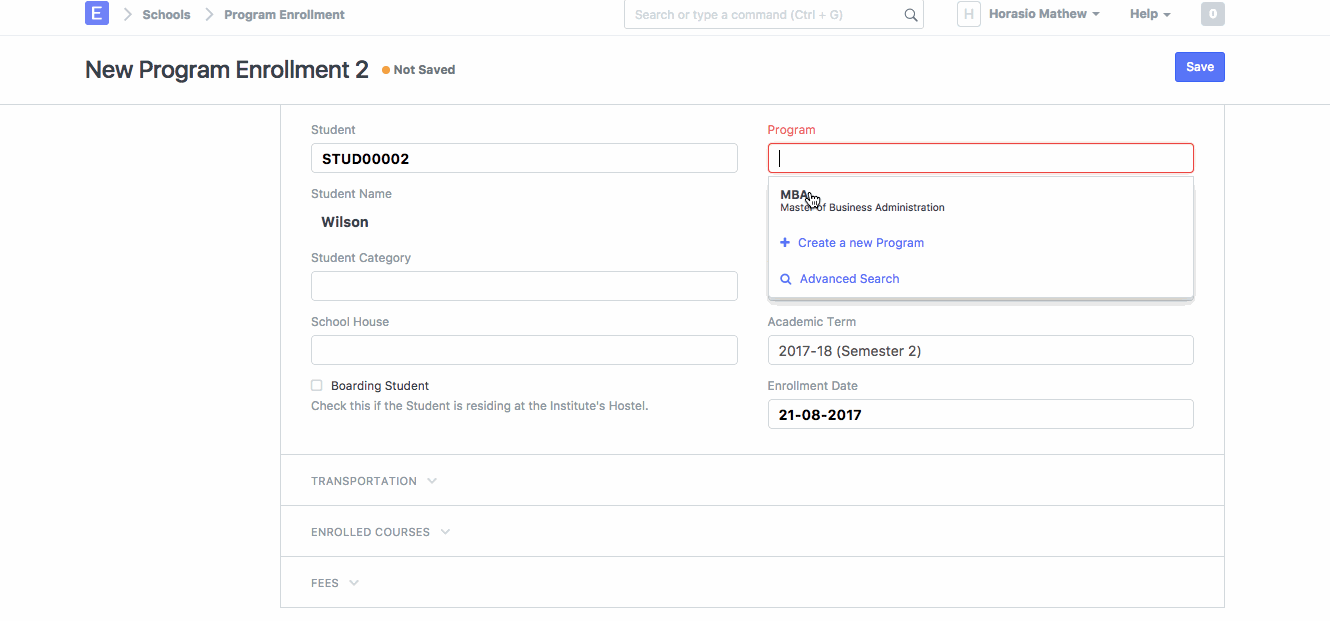 E Schools Program Enrollment Search or type a command (Ctrl + G) H Horasio Mathew Help 0
New Program Enrollment 2 Not Saved Save
Student
STUD00002
Student Name
Wilson
Student Category
School House
Boarding Student
Check this if the Student is residing at the Institute's Hostel.
Program
MBA
Master of Business Administration
+ Create a new Program
Advanced Search
Academic Term
2017-18 (Semester 2)
Enrollment Date
21-08-2017
TRANSPORTATION
ENROLLED COURSES
FEES